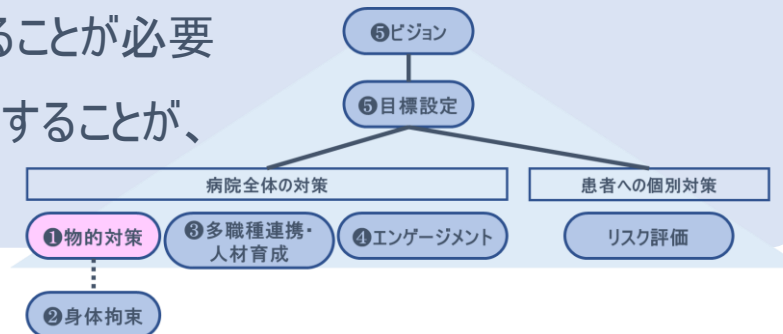 ることが必要
することが、
❺ビジョン
❺目標設定
病院全体の対策
患者への個別対策
❶物的対策
❸多職種連携・
人材育成
❹エンゲージメント
リスク評価
❷身体拘束